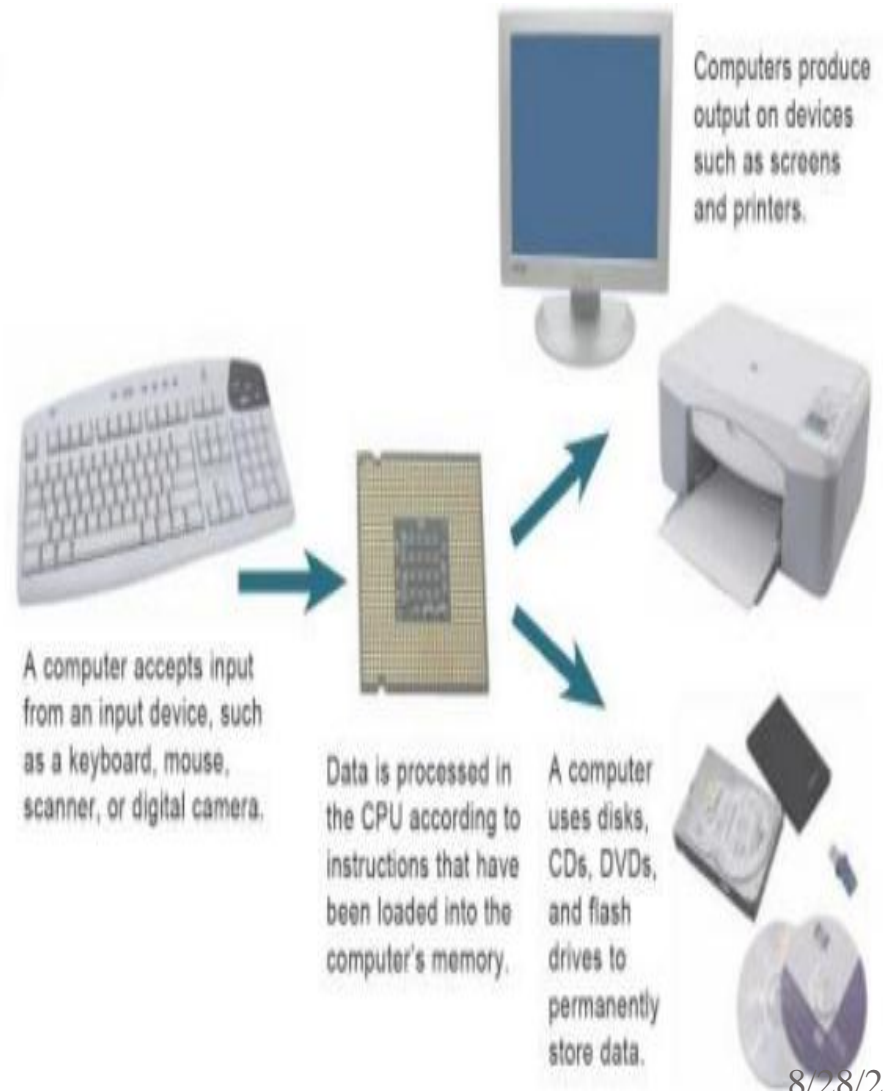 Computers produce
output on devices
such as screens
and printers.
A computer accepts input
from an input device, such
as a keyboard, mouse,
scanner, or digital camera.
Data is processed in
the CPU according to
instructions that have
been loaded into the
computer's memory.
A computer
uses disks,
CDs, DVDs,
and flash
drives to
permanently
store data.